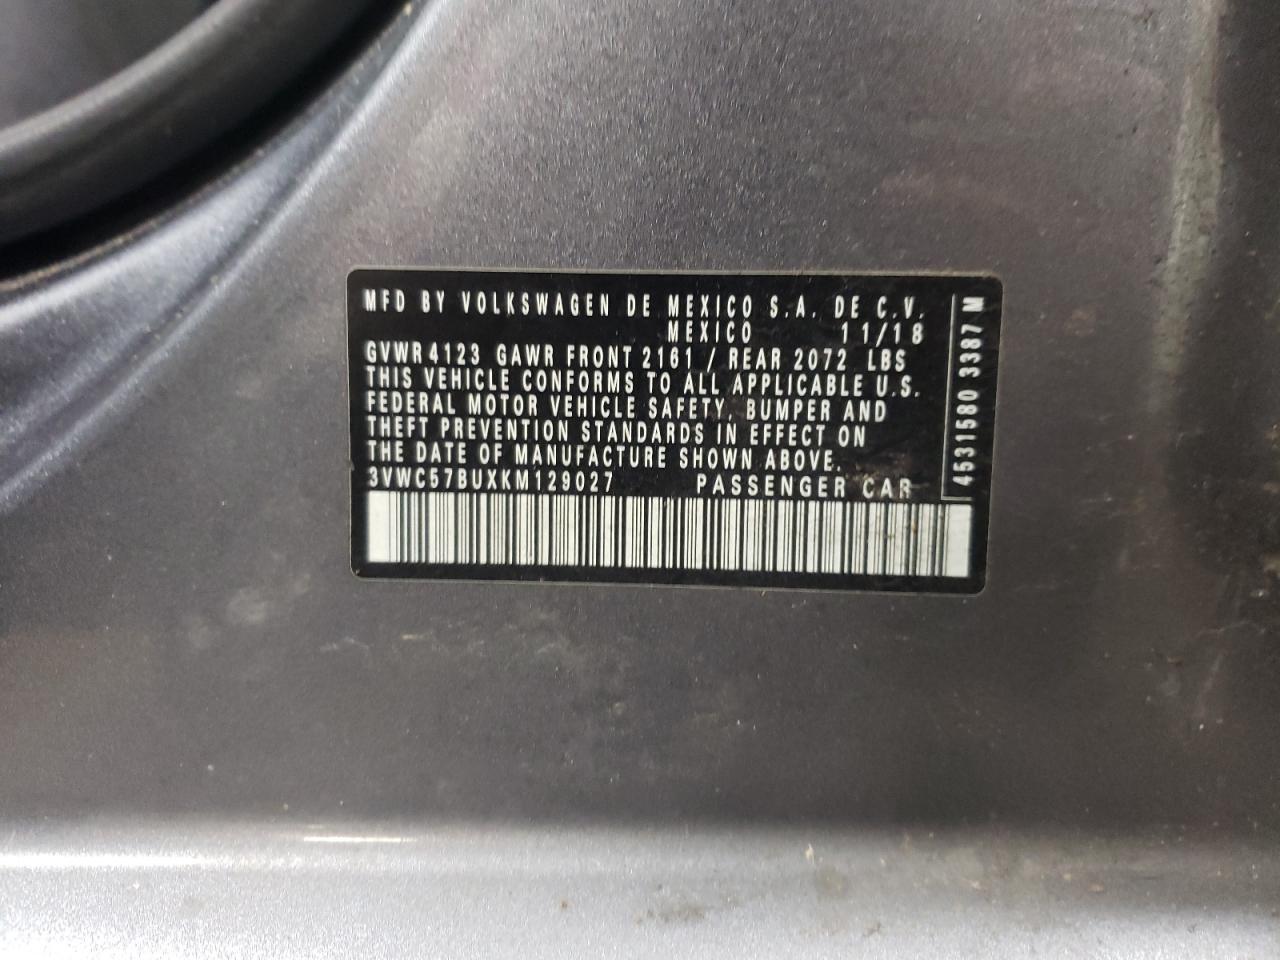 MFD BY VOLKSWAGEN DE MEXICO S.A. DE C.V.
MEXICO 11/18
GVWR 4123 GAWR FRONT 2161 / REAR 2072 LBS
THIS VEHICLE CONFORMS TO ALL APPLICABLE U.S.
FEDERAL MOTOR VEHICLE SAFETY, BUMPER AND
THEFT PREVENTION STANDARDS IN EFFECT ON
THE DATE OF MANUFACTURE SHOWN ABOVE.
3VWC57BUXKM129027 PASSENGER CAR
4531580 3387 M